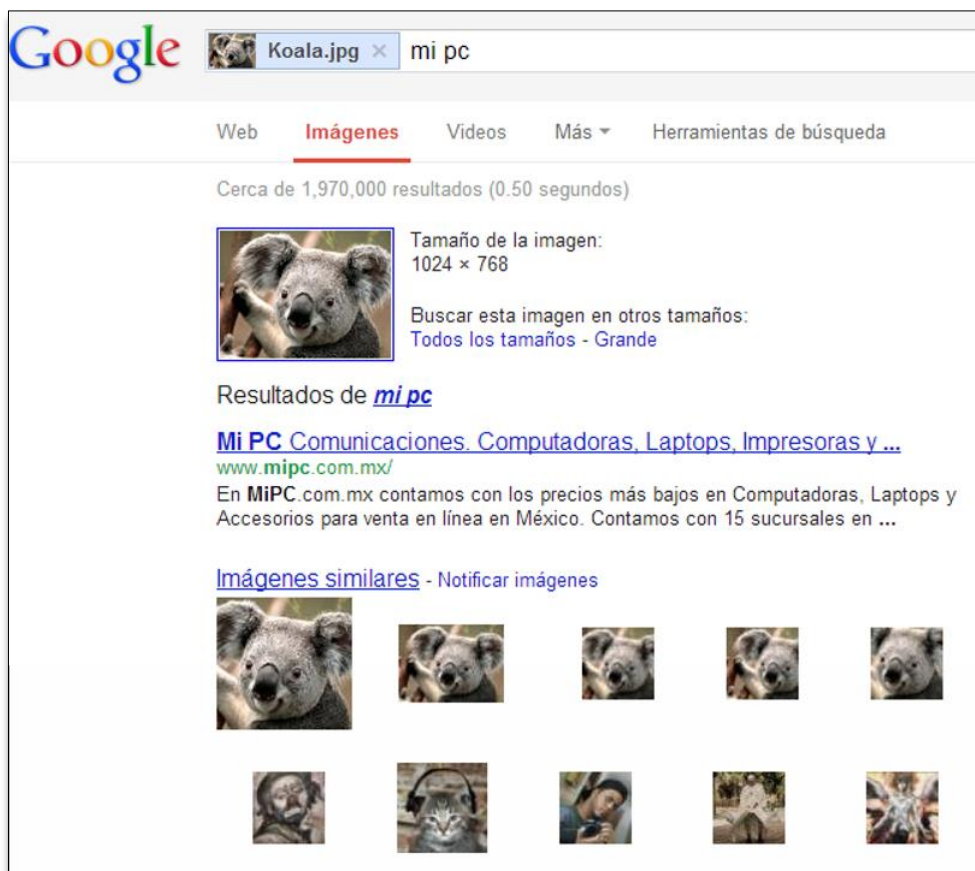 Google Koala.jpg × mi pc
Web Imágenes Videos Más Herramientas de búsqueda
Cerca de 1,970,000 resultados (0.50 segundos)
Tamaño de la imagen:
1024 × 768
Buscar esta imagen en otros tamaños:
Todos los tamaños - Grande
Resultados de mi pc
Mi PC Comunicaciones. Computadoras, Laptops, Impresoras y ...
www.mipc.com.mx/
En MiPC.com.mx contamos con los precios más bajos en Computadoras, Laptops y
Accesorios para venta en línea en México. Contamos con 15 sucursales en ...
Imágenes similares - Notificar imágenes